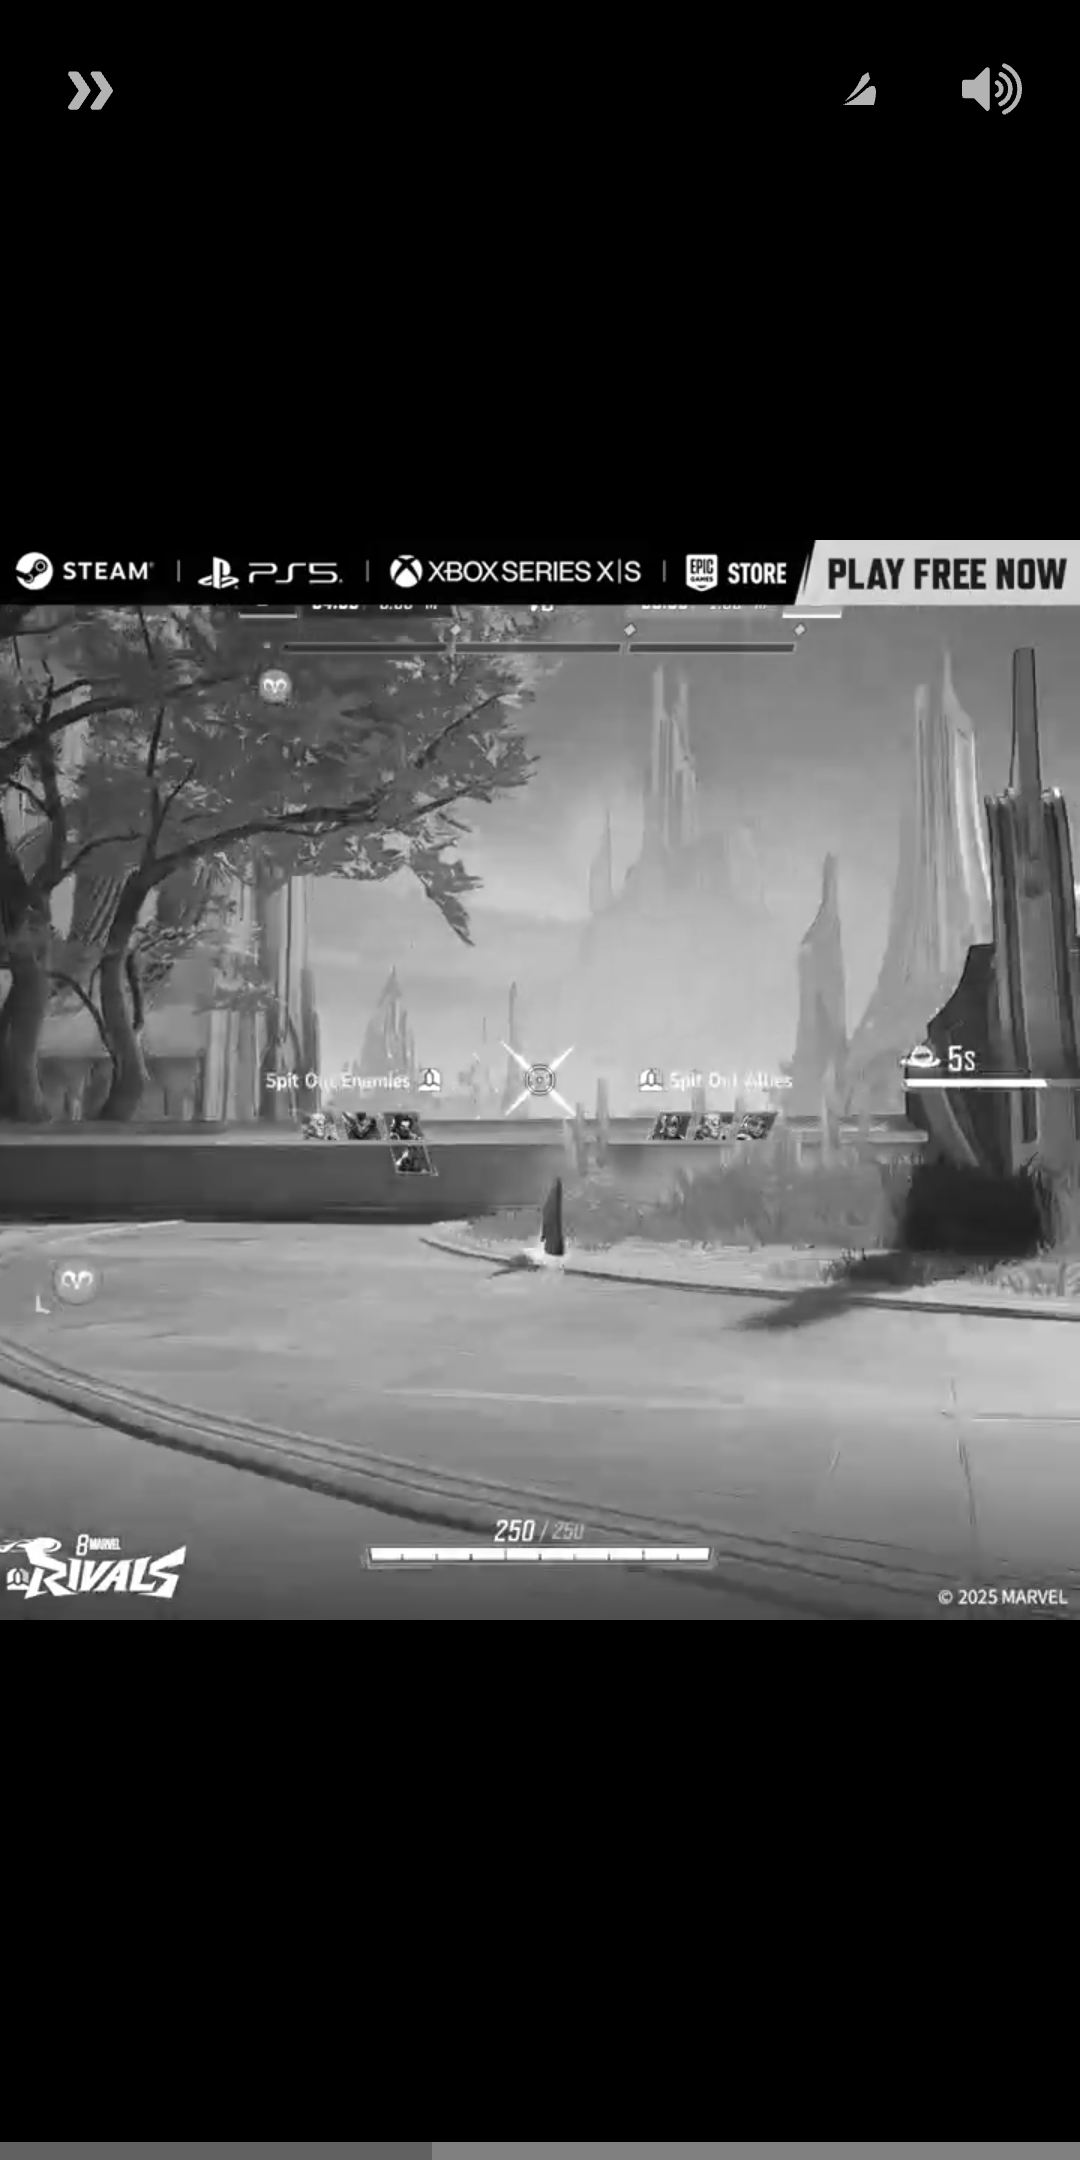 STEAM® | PS5® | XBOX SERIES X|S | EPIC GAMES STORE PLAY FREE NOW
5s
Spit Out Enemies Spit Out Allies
L
250 / 250
MARVEL
RIVALS
© 2025 MARVEL